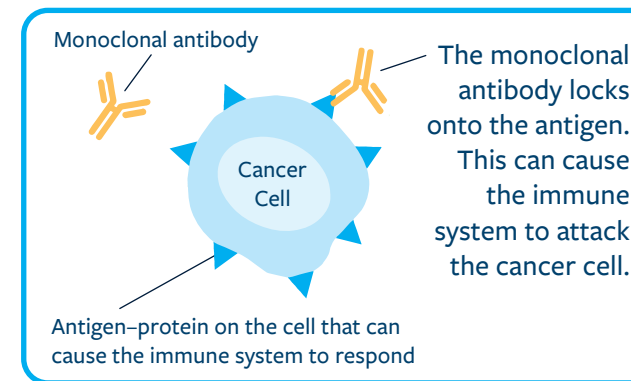 Monoclonal antibody
The monoclonal
antibody locks
onto the antigen.
This can cause
the immune
system to attack
the cancer cell.
Cancer
Cell
Antigen–protein on the cell that can
cause the immune system to respond